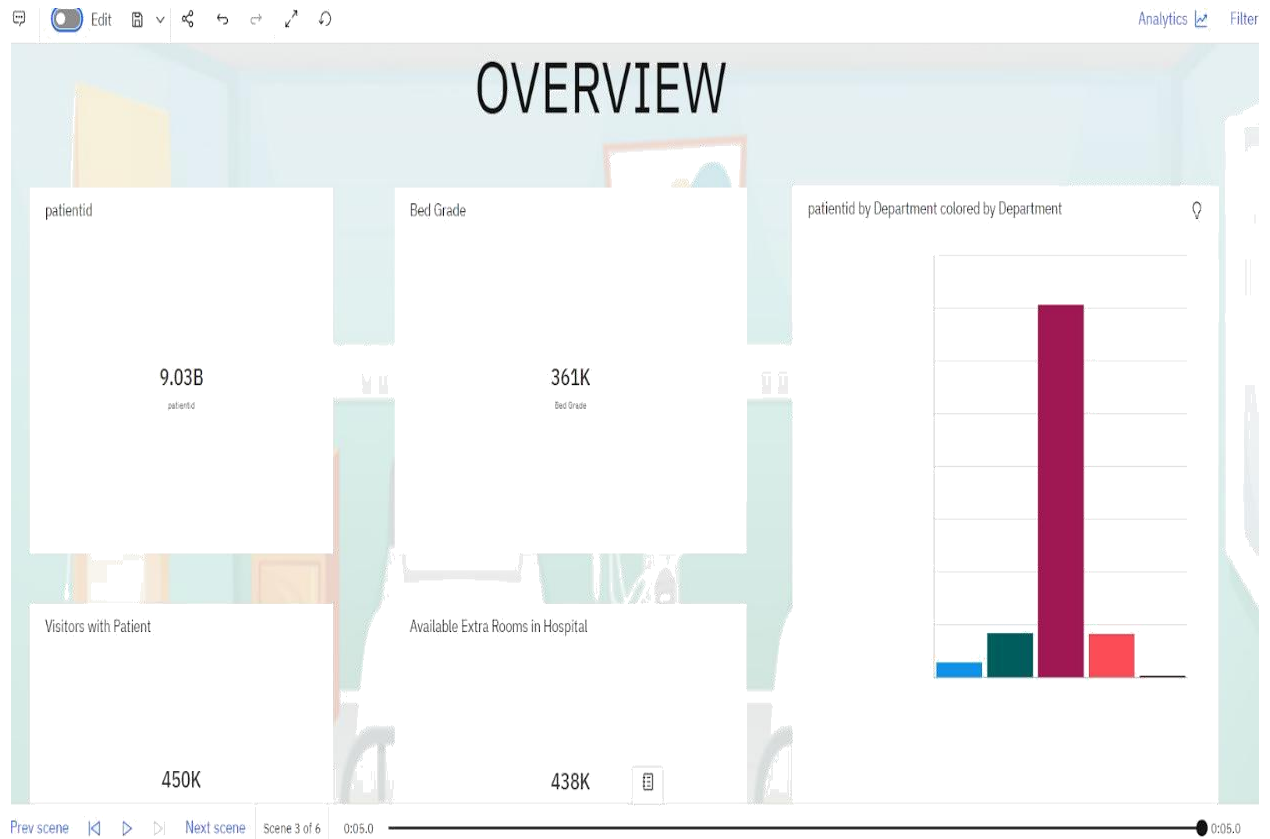 Edit
Analytics
Filter
OVERVIEW
patientid
9.03B
patientid
Bed Grade
361K
Bed Grade
patientid by Department colored by Department
Visitors with Patient
450K
Available Extra Rooms in Hospital
438K
Prev scene
Next scene
Scene 3 of 6
0:05.0
0:05.0